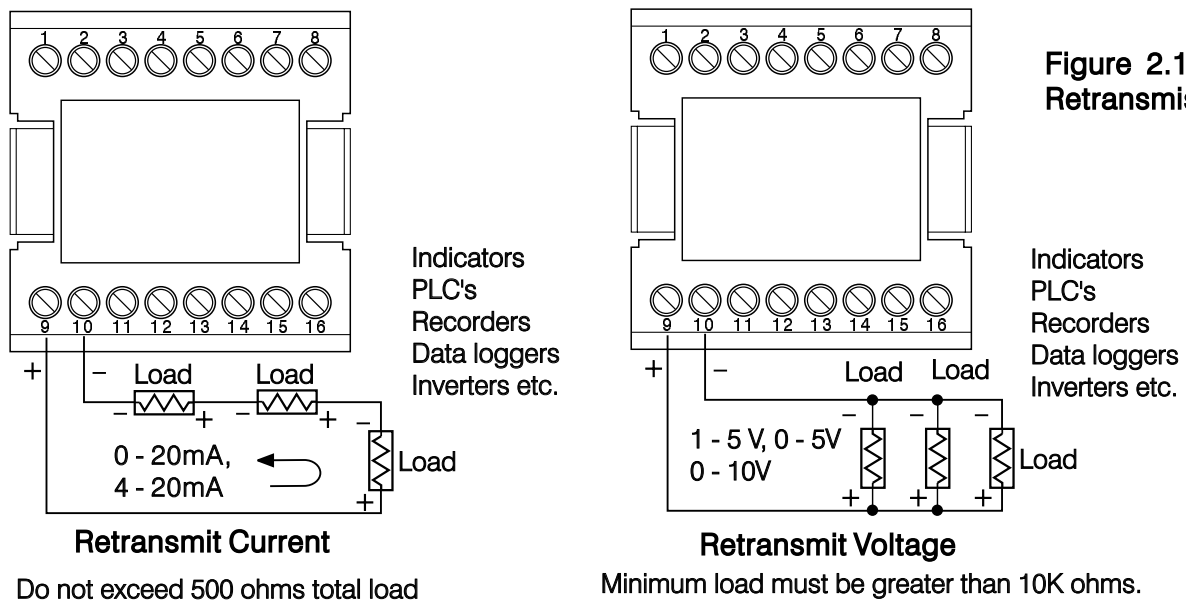 1 2 3 4 5 6 7 8
9 10 11 12 13 14 15 16
+ −
Load Load
− + − + −
Load
+
0 - 20mA,
4 - 20mA
Indicators
PLC's
Recorders
Data loggers
Inverters etc.
Retransmit Current
Do not exceed 500 ohms total load
1 2 3 4 5 6 7 8
9 10 11 12 13 14 15 16
+ −
Load Load
− − −
1 - 5 V, 0 - 5V
0 - 10V
Load
+ + +
Indicators
PLC's
Recorders
Data loggers
Inverters etc.
Retransmit Voltage
Minimum load must be greater than 10K ohms.
Figure 2.1